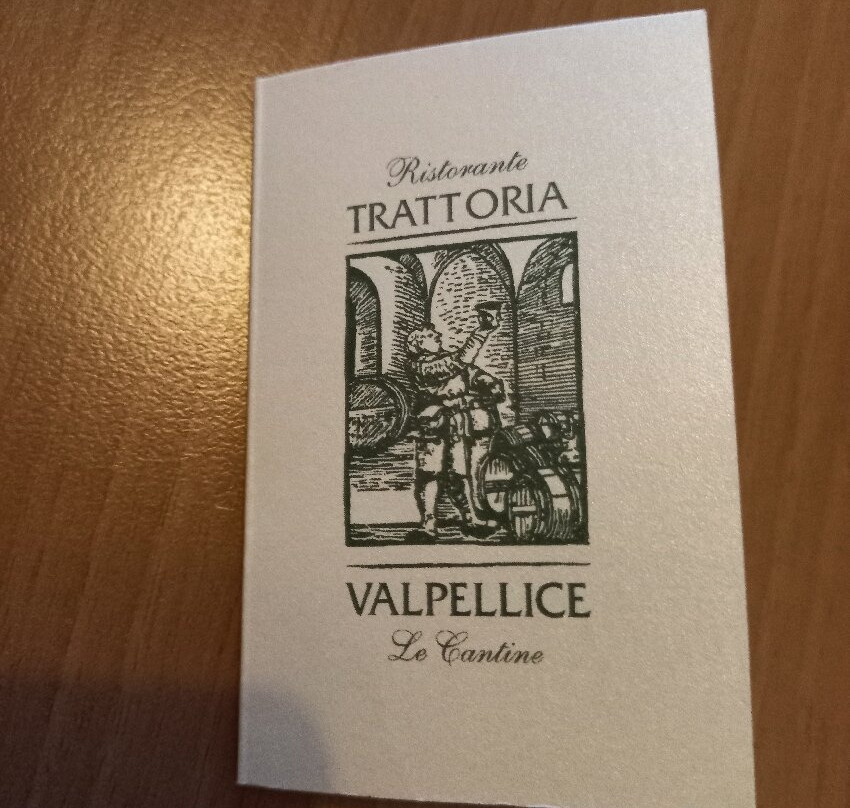 Ristorante
TRATTORIA
VALPELLICE
Le Cantine